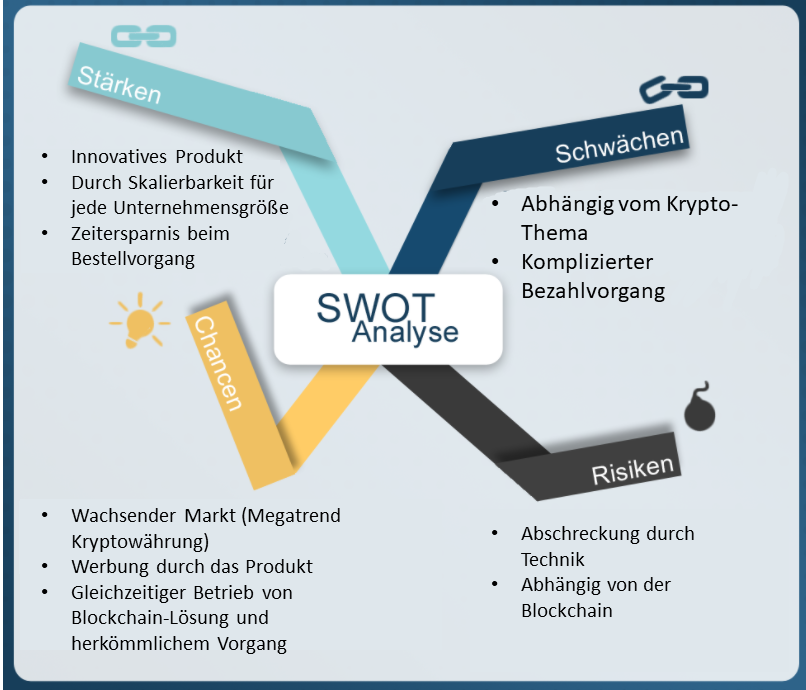 Stärken
• Innovatives Produkt
• Durch Skalierbarkeit für
jede Unternehmensgröße
• Zeitersparnis beim
Bestellvorgang
Schwächen
• Abhängig vom Krypto-
Thema
• Komplizierter
Bezahlvorgang
SWOT
Analyse
Chancen
• Wachsender Markt (Megatrend
Kryptowährung)
• Werbung durch das Produkt
• Gleichzeitiger Betrieb von
Blockchain-Lösung und
herkömmlichem Vorgang
Risiken
• Abschreckung durch
Technik
• Abhängig von der
Blockchain